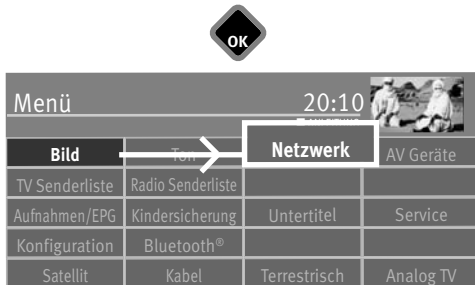 OK
Menü 20:10
Bild Ton Netzwerk AV Geräte
TV Senderliste Radio Senderliste
Aufnahmen/EPG Kindersicherung Untertitel Service
Konfiguration Bluetooth®
Satellit Kabel Terrestrisch Analog TV